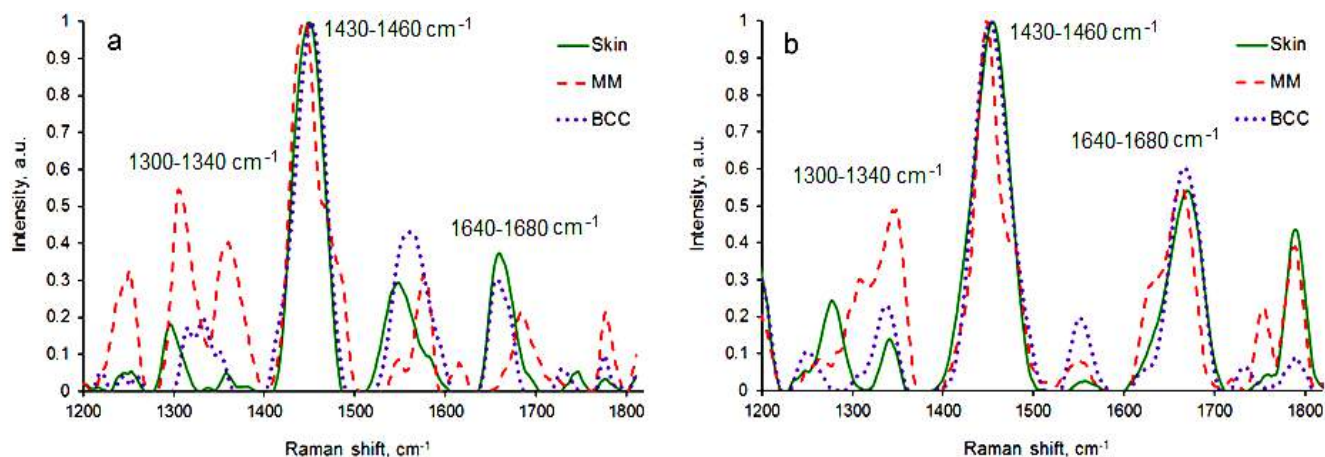 a
1430-1460 cm⁻¹
Skin
MM
BCC
1300-1340 cm⁻¹
1640-1680 cm⁻¹
Intensity, a.u.
1
0.9
0.8
0.7
0.6
0.5
0.4
0.3
0.2
0.1
0
1200
1300
1400
1500
1600
1700
1800
Raman shift, cm⁻¹
b
1430-1460 cm⁻¹
Skin
MM
BCC
1640-1680 cm⁻¹
1300-1340 cm⁻¹
Intensity, a.u.
1
0.9
0.8
0.7
0.6
0.5
0.4
0.3
0.2
0.1
0
1200
1300
1400
1500
1600
1700
1800
Raman shift, cm⁻¹